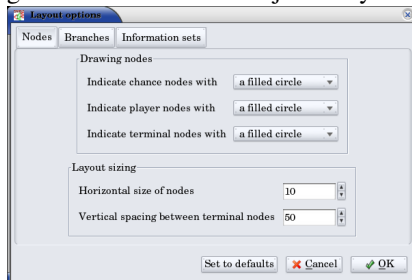 Layout options
Nodes Branches Information sets
Drawing nodes
Indicate chance nodes with a filled circle
Indicate player nodes with a filled circle
Indicate terminal nodes with a filled circle
Layout sizing
Horizontal size of nodes 10
Vertical spacing between terminal nodes 50
Set to defaults Cancel OK